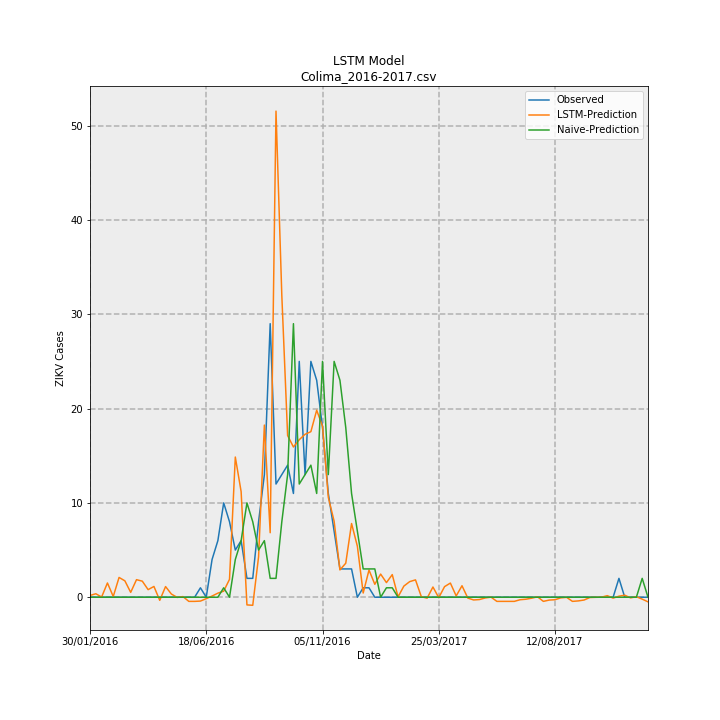 LSTM Model
Colima_2016-2017.csv
Observed
LSTM-Prediction
Naive-Prediction
50
40
30
20
10
0
ZIKV Cases
30/01/2016
18/06/2016
05/11/2016
25/03/2017
12/08/2017
Date